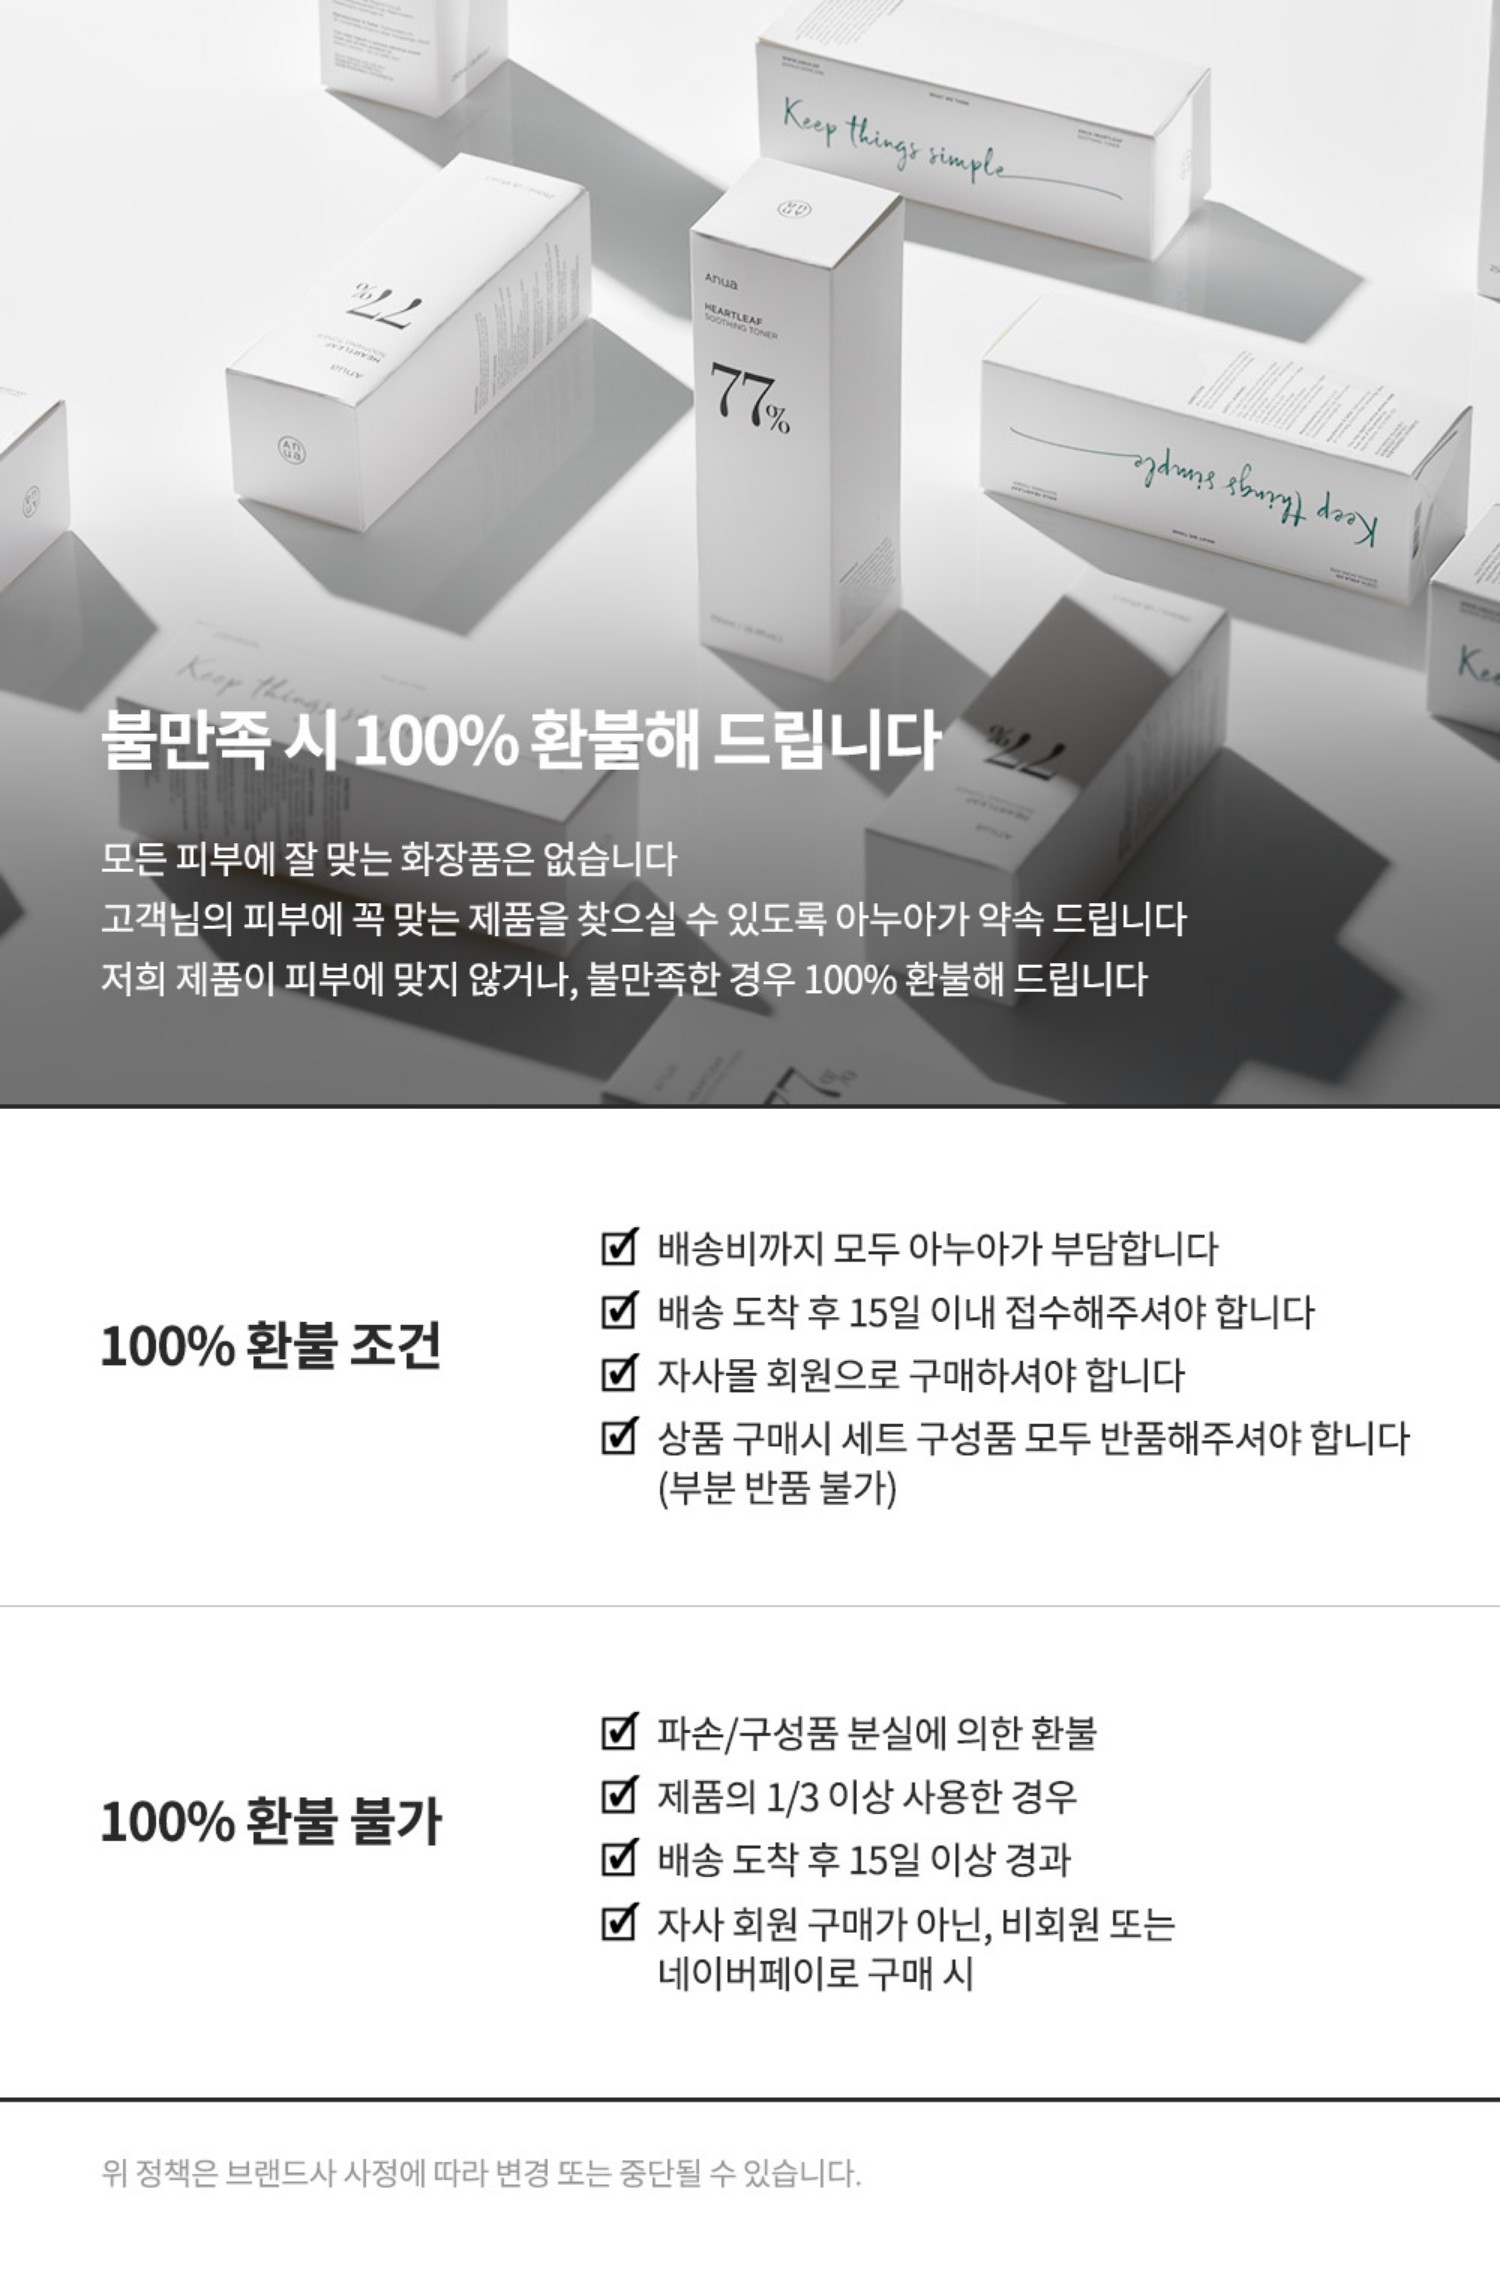 Keep things simple
Anua
HEARTLEAF
SOOTHING TONER
77%
Anua
HEARTLEAF
SOOTHING TONER
77%
Keep things simple
Keep things
77%
불만족 시 100% 환불해 드립니다
모든 피부에 잘 맞는 화장품은 없습니다
고객님의 피부에 꼭 맞는 제품을 찾으실 수 있도록 아누아가 약속 드립니다
저희 제품이 피부에 맞지 않거나, 불만족한 경우 100% 환불해 드립니다
77%
100% 환불 조건
배송비까지 모두 아누아가 부담합니다
배송 도착 후 15일 이내 접수해주셔야 합니다
자사몰 회원으로 구매하셔야 합니다
상품 구매시 세트 구성품 모두 반품해주셔야 합니다
(부분 반품 불가)
100% 환불 불가
파손/구성품 분실에 의한 환불
제품의 1/3 이상 사용한 경우
배송 도착 후 15일 이상 경과
자사 회원 구매가 아닌, 비회원 또는
네이버페이로 구매 시
위 정책은 브랜드사 사정에 따라 변경 또는 중단될 수 있습니다.